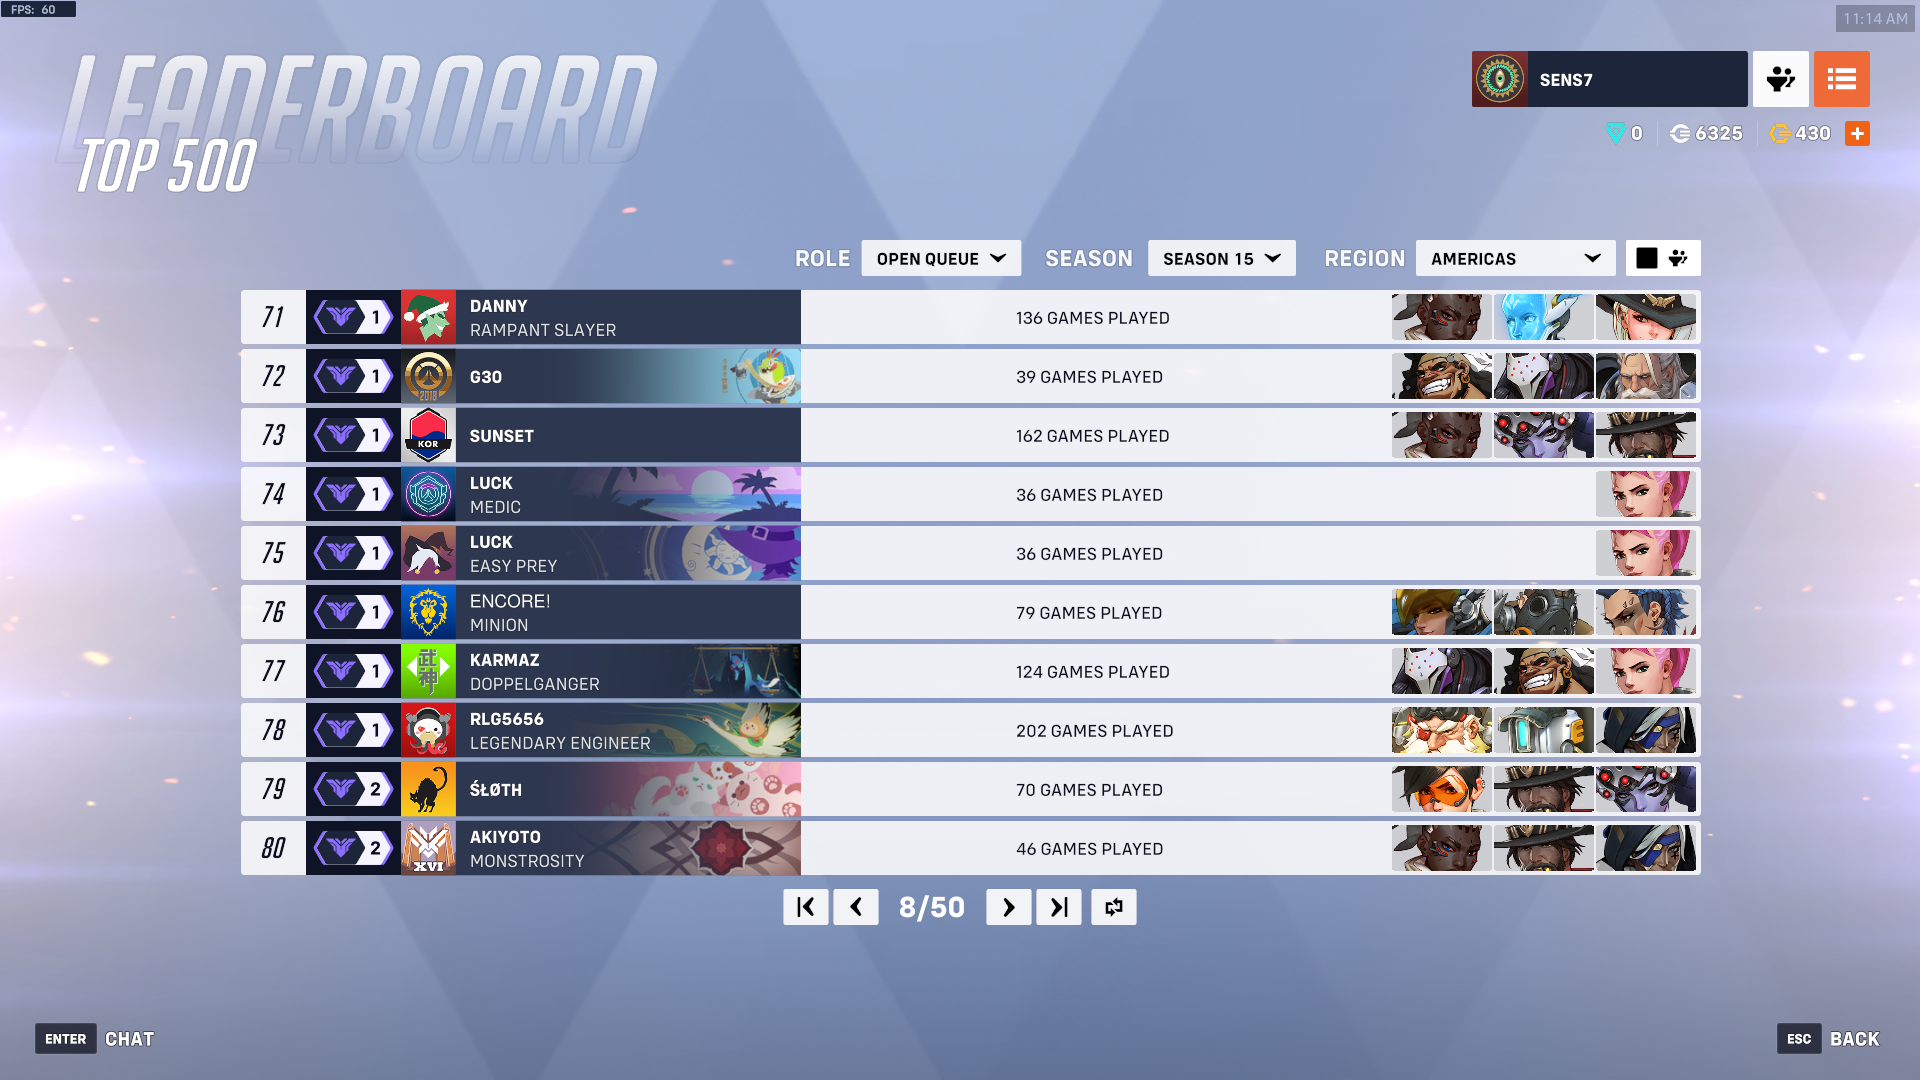 FPS: 60
11:14 AM
LEADERBOARD
TOP 500
SENS7
0
6325
430
ROLE
OPEN QUEUE
SEASON
SEASON 15
REGION
AMERICAS
71
1
DANNY
RAMPANT SLAYER
136 GAMES PLAYED
72
1
2018
G30
39 GAMES PLAYED
73
1
KOR
SUNSET
162 GAMES PLAYED
74
1
LUCK
MEDIC
36 GAMES PLAYED
75
1
LUCK
EASY PREY
36 GAMES PLAYED
76
1
ENCORE!
MINION
79 GAMES PLAYED
77
1
武神
KARMAZ
DOPPELGANGER
124 GAMES PLAYED
78
1
RLG5656
LEGENDARY ENGINEER
202 GAMES PLAYED
79
2
ŚŁØTH
70 GAMES PLAYED
80
2
XVI
AKIYOTO
MONSTROSITY
46 GAMES PLAYED
8/50
ENTER CHAT
ESC BACK